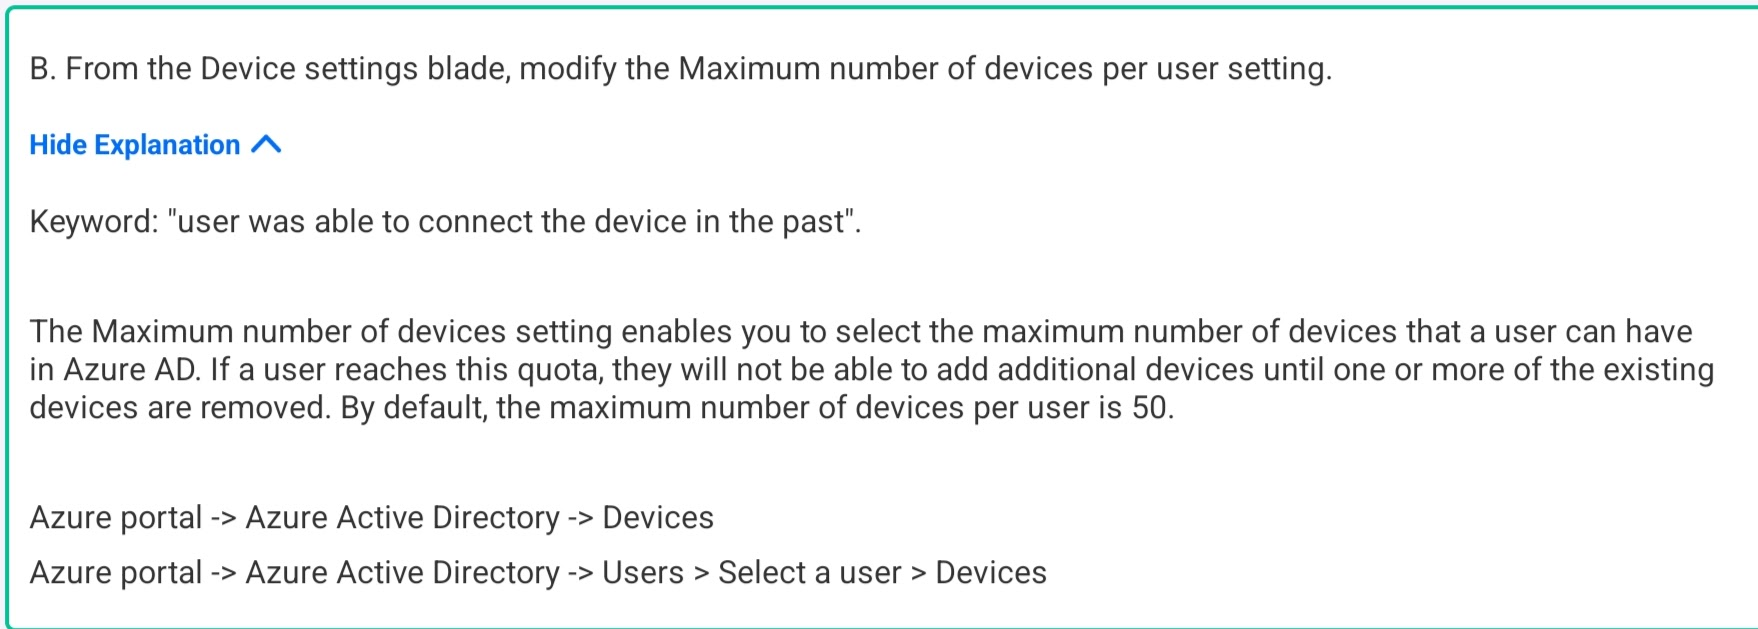 B. From the Device settings blade, modify the Maximum number of devices per user setting.
Hide Explanation
Keyword: "user was able to connect the device in the past".
The Maximum number of devices setting enables you to select the maximum number of devices that a user can have
in Azure AD. If a user reaches this quota, they will not be able to add additional devices until one or more of the existing
devices are removed. By default, the maximum number of devices per user is 50.
Azure portal -> Azure Active Directory -> Devices
Azure portal -> Azure Active Directory -> Users > Select a user > Devices